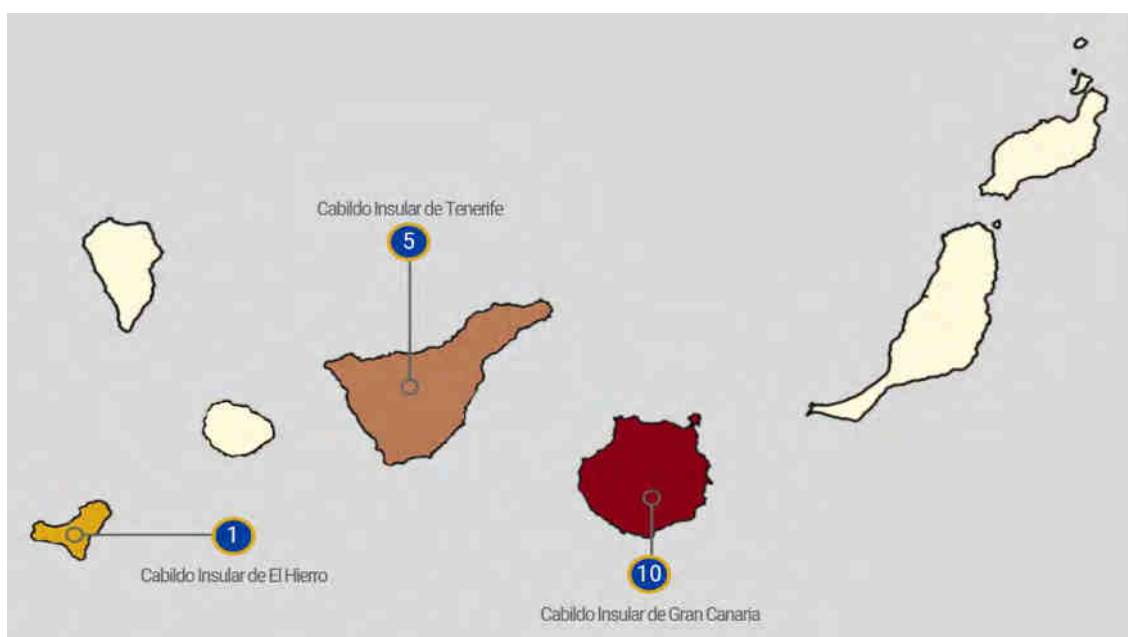 Cabildo Insular de Tenerife
5
1
Cabildo Insular de El Hierro
10
Cabildo Insular de Gran Canaria